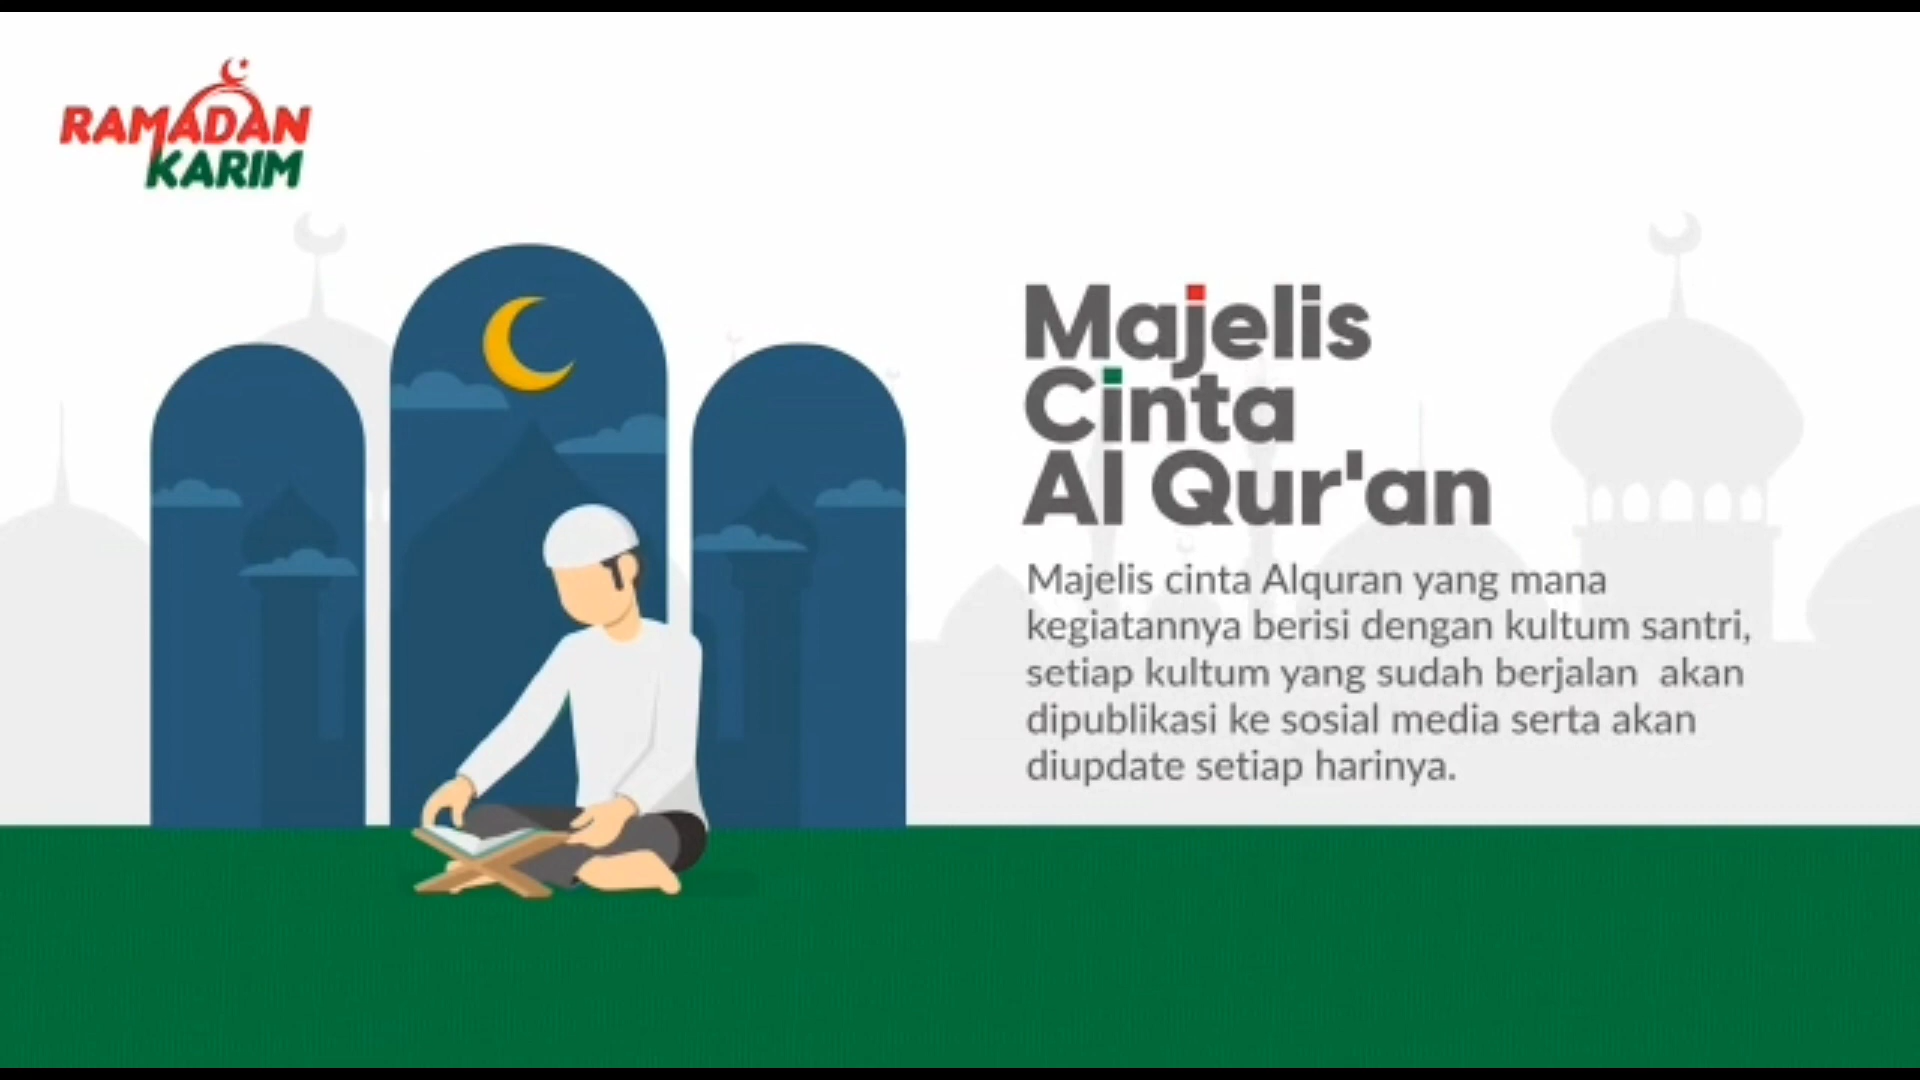 RAMADAN
KARIM
Majelis
Cinta
Al Qur'an
Majelis cinta Alquran yang mana
kegiatannya berisi dengan kultum santri,
setiap kultum yang sudah berjalan  akan
dipublikasi ke sosial media serta akan
diupdate setiap harinya.